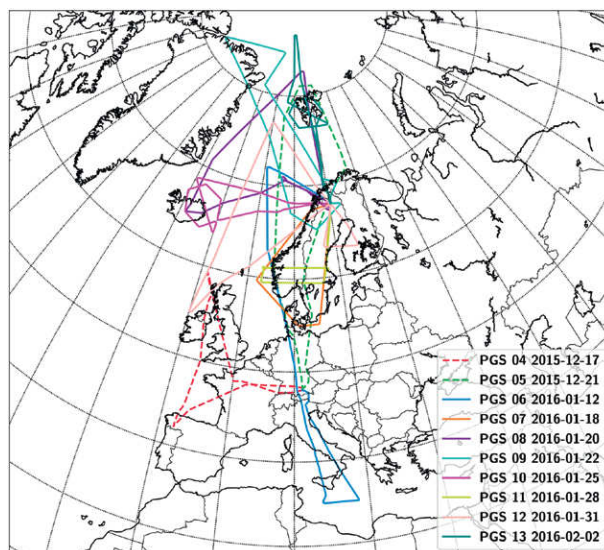 PGS 04 2015-12-17
PGS 05 2015-12-21
PGS 06 2016-01-12
PGS 07 2016-01-18
PGS 08 2016-01-20
PGS 09 2016-01-22
PGS 10 2016-01-25
PGS 11 2016-01-28
PGS 12 2016-01-31
PGS 13 2016-02-02